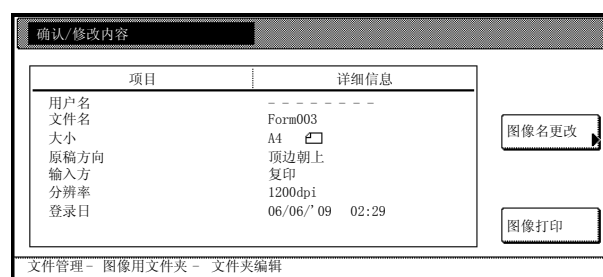 确认/修改内容
项目 详细信息
用户名 - - - - - - - -
文件名 Form003
大小 A4
原稿方向 顶边朝上
输入方 复印
分辨率 1200dpi
登录日 06/06/'09 02:29
图像名更改
图像打印
文件管理 - 图像用文件夹 - 文件夹编辑